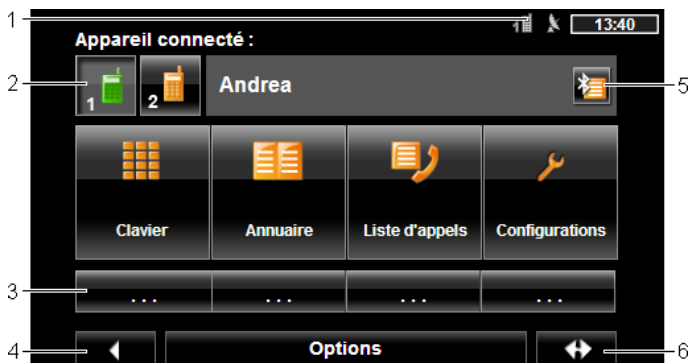 1
1 13:40
Appareil connecté :
2
1 2 Andrea
5
Clavier Annuaire Liste d'appels Configurations
3
... ... ... ...
4
Options
6